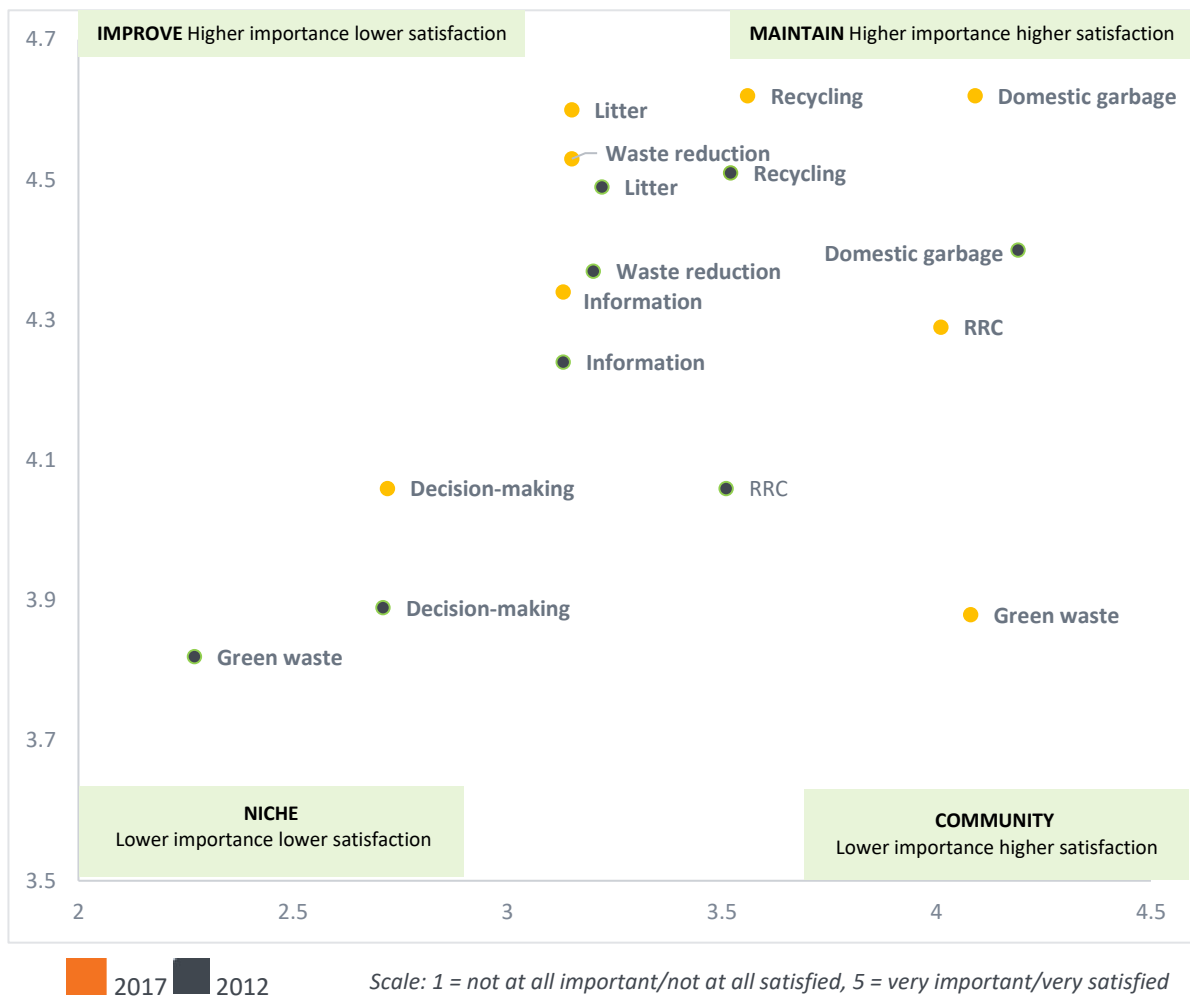 4.7
IMPROVE Higher importance lower satisfaction
MAINTAIN Higher importance higher satisfaction
Litter
Recycling
Domestic garbage
Waste reduction
4.5
Litter
Recycling
Domestic garbage
Waste reduction
Information
4.3
RRC
Information
4.1
Decision-making
RRC
3.9
Decision-making
Green waste
Green waste
3.7
NICHE
Lower importance lower satisfaction
COMMUNITY
Lower importance higher satisfaction
3.5
2 2.5 3 3.5 4 4.5
2017 2012 Scale: 1 = not at all important/not at all satisfied, 5 = very important/very satisfied